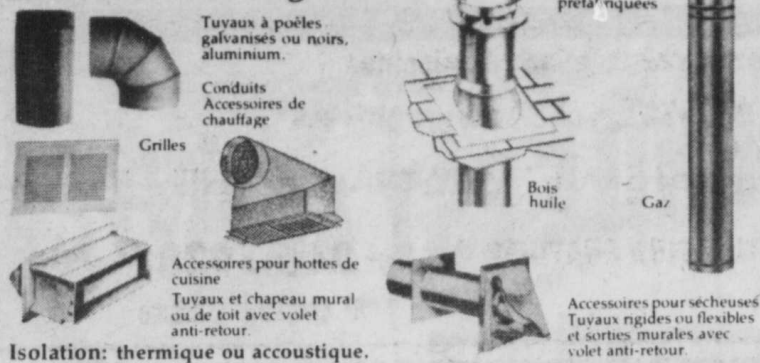 Tuyaux à poêles
galvanisés ou noirs,
aluminium.
Conduits
Accessoires de
chauffage
Grilles
Accessoires pour hottes de
cuisine
Tuyaux et chapeau mural
ou de toit avec volet
anti-retour.
Isolation: thermique ou accoustique.
préfabriquées
Bois
huile
Gaz
Accessoires pour sécheuses
Tuyaux rigides ou flexibles
et sorties murales avec
volet anti-retour.